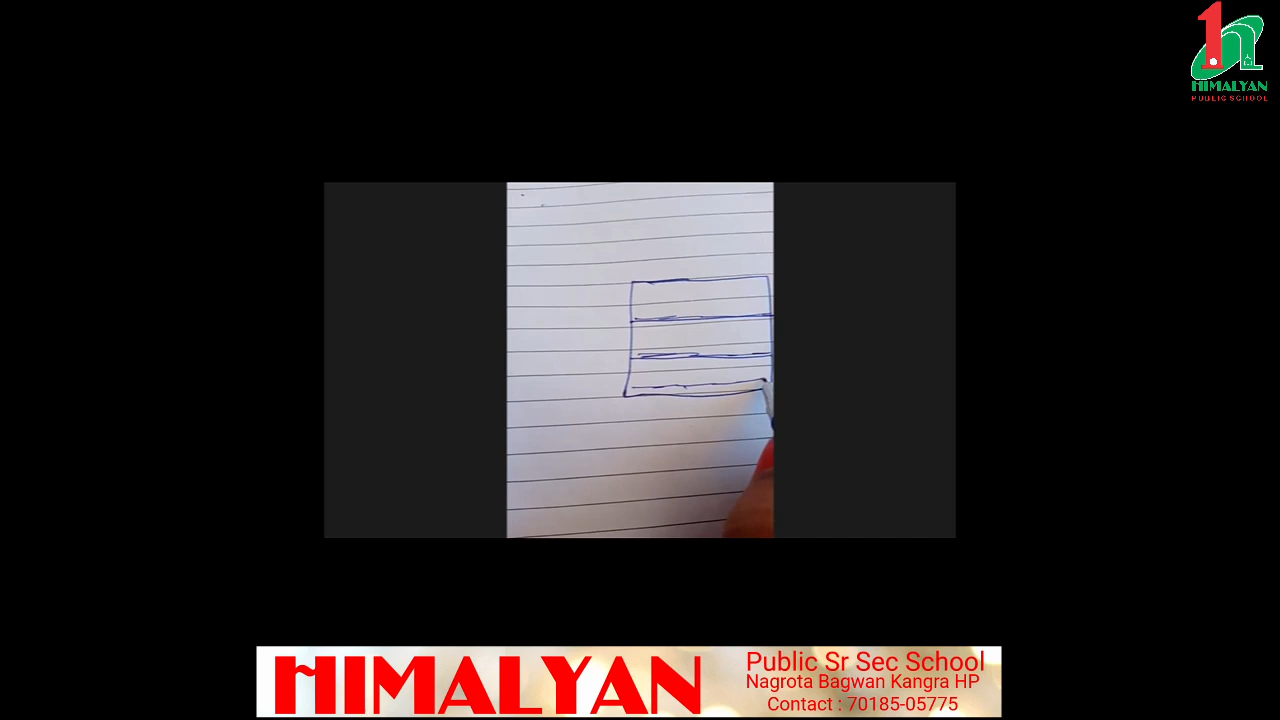 HIMALYAN
PUBLIC SCHOOL
HIMALYAN
Public Sr Sec School
Nagrota Bagwan Kangra HP
Contact : 70185-05775